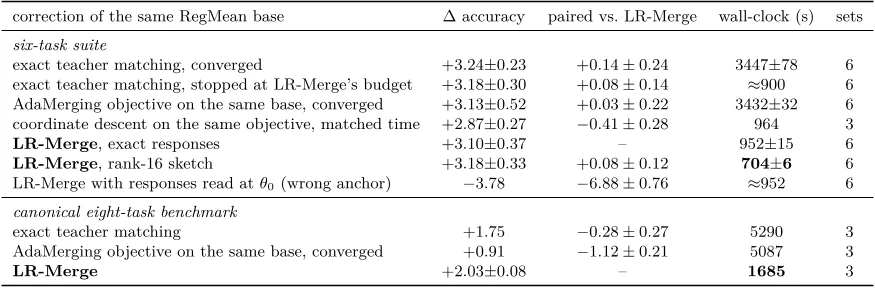 correction of the same RegMean base Δ accuracy paired vs. LR-Merge wall-clock (s) sets
six-task suite
exact teacher matching, converged +3.24±0.23 +0.14 ± 0.24 3447±78 6
exact teacher matching, stopped at LR-Merge's budget +3.18±0.30 +0.08 ± 0.14 ≈900 6
AdaMerging objective on the same base, converged +3.13±0.52 +0.03 ± 0.22 3432±32 6
coordinate descent on the same objective, matched time +2.87±0.27 −0.41 ± 0.28 964 3
LR-Merge, exact responses +3.10±0.37 – 952±15 6
LR-Merge, rank-16 sketch +3.18±0.33 +0.08 ± 0.12 704±6 6
LR-Merge with responses read at θ₀ (wrong anchor) −3.78 −6.88 ± 0.76 ≈952 6
canonical eight-task benchmark
exact teacher matching +1.75 −0.28 ± 0.27 5290 3
AdaMerging objective on the same base, converged +0.91 −1.12 ± 0.21 5087 3
LR-Merge +2.03±0.08 – 1685 3